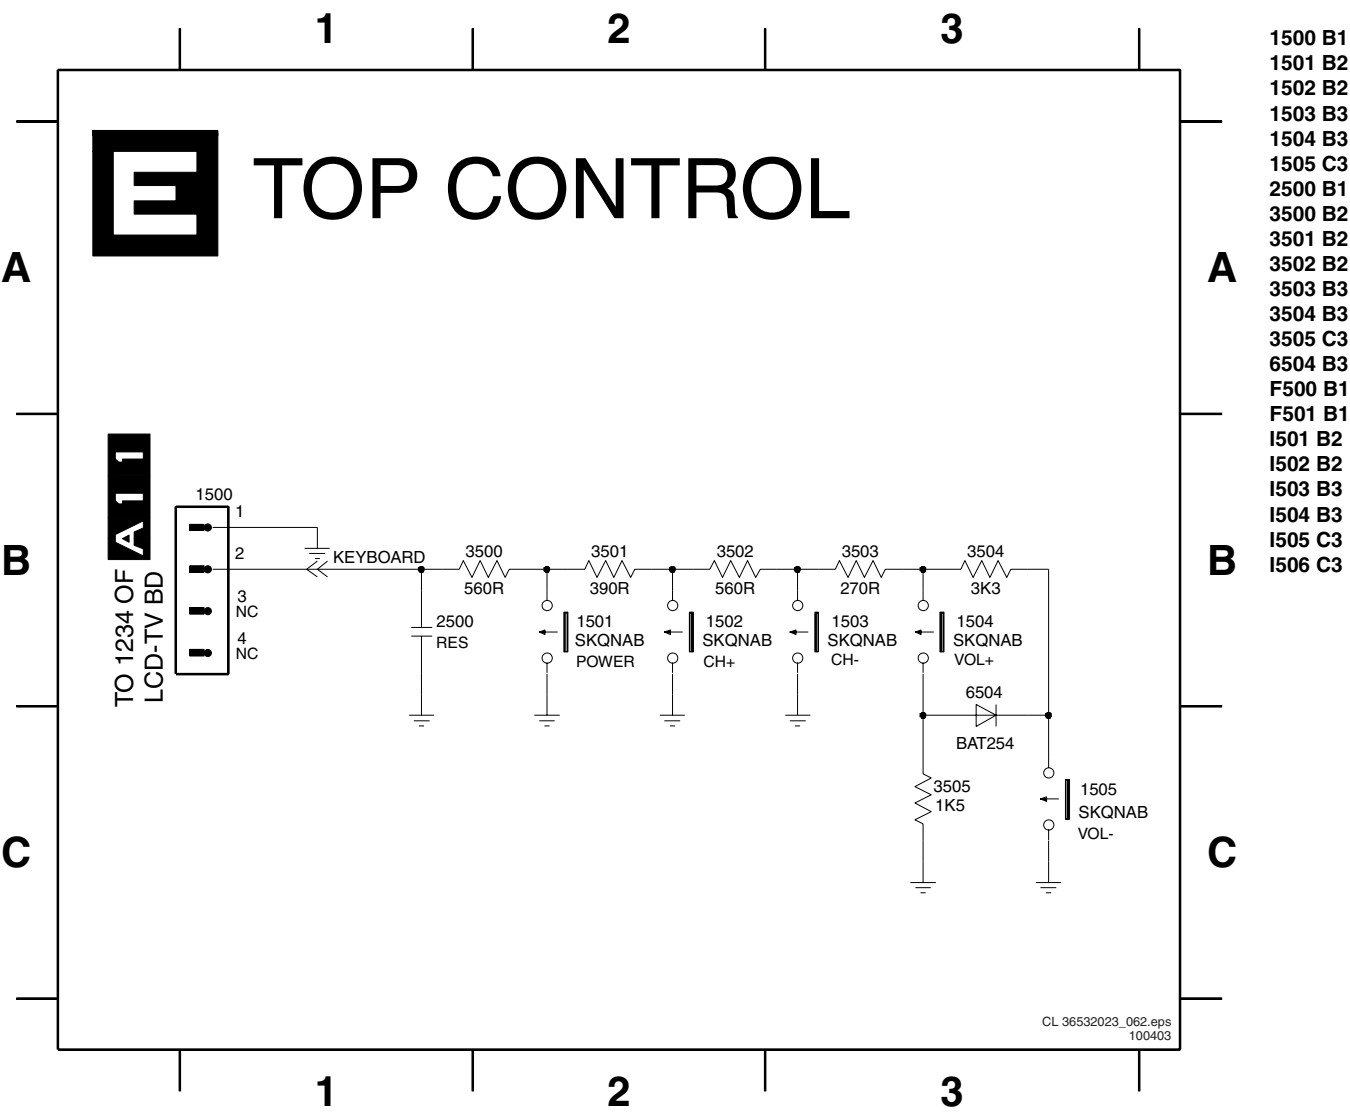 1 2 3
1500 B1
1501 B2
1502 B2
1503 B3
1504 B3
1505 C3
2500 B1
3500 B2
3501 B2
3502 B2
3503 B3
3504 B3
3505 C3
6504 B3
F500 B1
F501 B1
I501 B2
I502 B2
I503 B3
I504 B3
I505 C3
I506 C3
E TOP CONTROL
A A
TO 1234 OF A11
LCD-TV BD
1500
1
2
3
NC
4
NC
KEYBOARD
B B
3500
560R
3501
390R
3502
560R
3503
270R
3504
3K3
2500
RES
1501
SKQNAB
POWER
1502
SKQNAB
CH+
1503
SKQNAB
CH-
1504
SKQNAB
VOL+
6504
BAT254
3505
1K5
1505
SKQNAB
VOL-
C C
CL 36532023_062.eps
100403
1 2 3